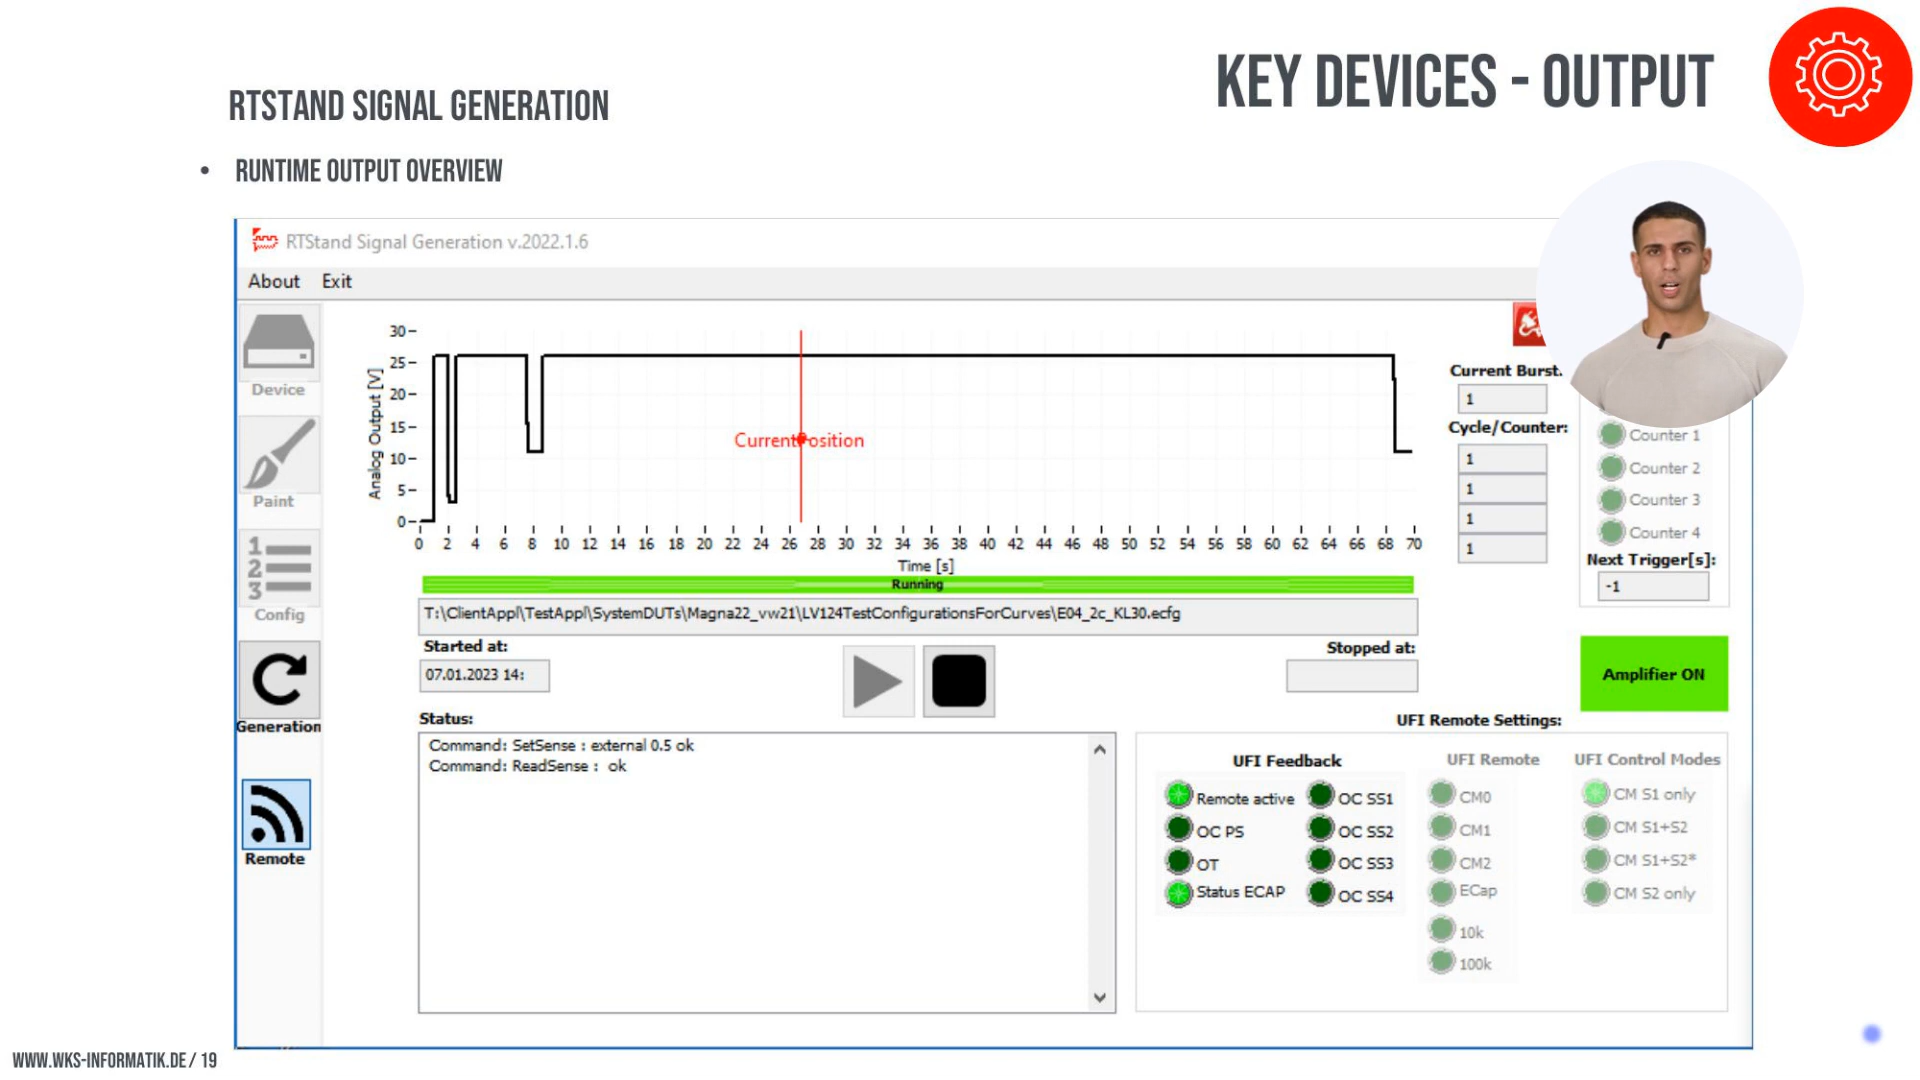 KEY DEVICES - OUTPUT
RTSTAND SIGNAL GENERATION
• RUNTIME OUTPUT OVERVIEW
RTStand Signal Generation v.2022.1.6
About Exit
Device
Paint
1
2
3
Config
Generation
Remote
Analog Output [V]
30
25
20
15
10
5
0
CurrentPosition
0 2 4 6 8 10 12 14 16 18 20 22 24 26 28 30 32 34 36 38 40 42 44 46 48 50 52 54 56 58 60 62 64 66 68 70
Time [s]
Running
T:\ClientAppl\TestAppl\SystemDUTs\Magna22_vw21\LV124TestConfigurationsForCurves\E04_2c_KL30.ecfg
Started at:
07.01.2023 14:
Stopped at:
Current Burst.
1
Cycle/Counter:
1
1
1
1
Counter 1
Counter 2
Counter 3
Counter 4
Next Trigger[s]:
-1
Amplifier ON
Status:
Command: SetSense : external 0.5 ok
Command: ReadSense : ok
UFI Remote Settings:
UFI Feedback
Remote active
OC PS
OT
Status ECAP
OC SS1
OC SS2
OC SS3
OC SS4
UFI Remote
CM0
CM1
CM2
ECap
10k
100k
UFI Control Modes
CM S1 only
CM S1+S2
CM S1+S2*
CM S2 only
WWW.WKS-INFORMATIK.DE / 19